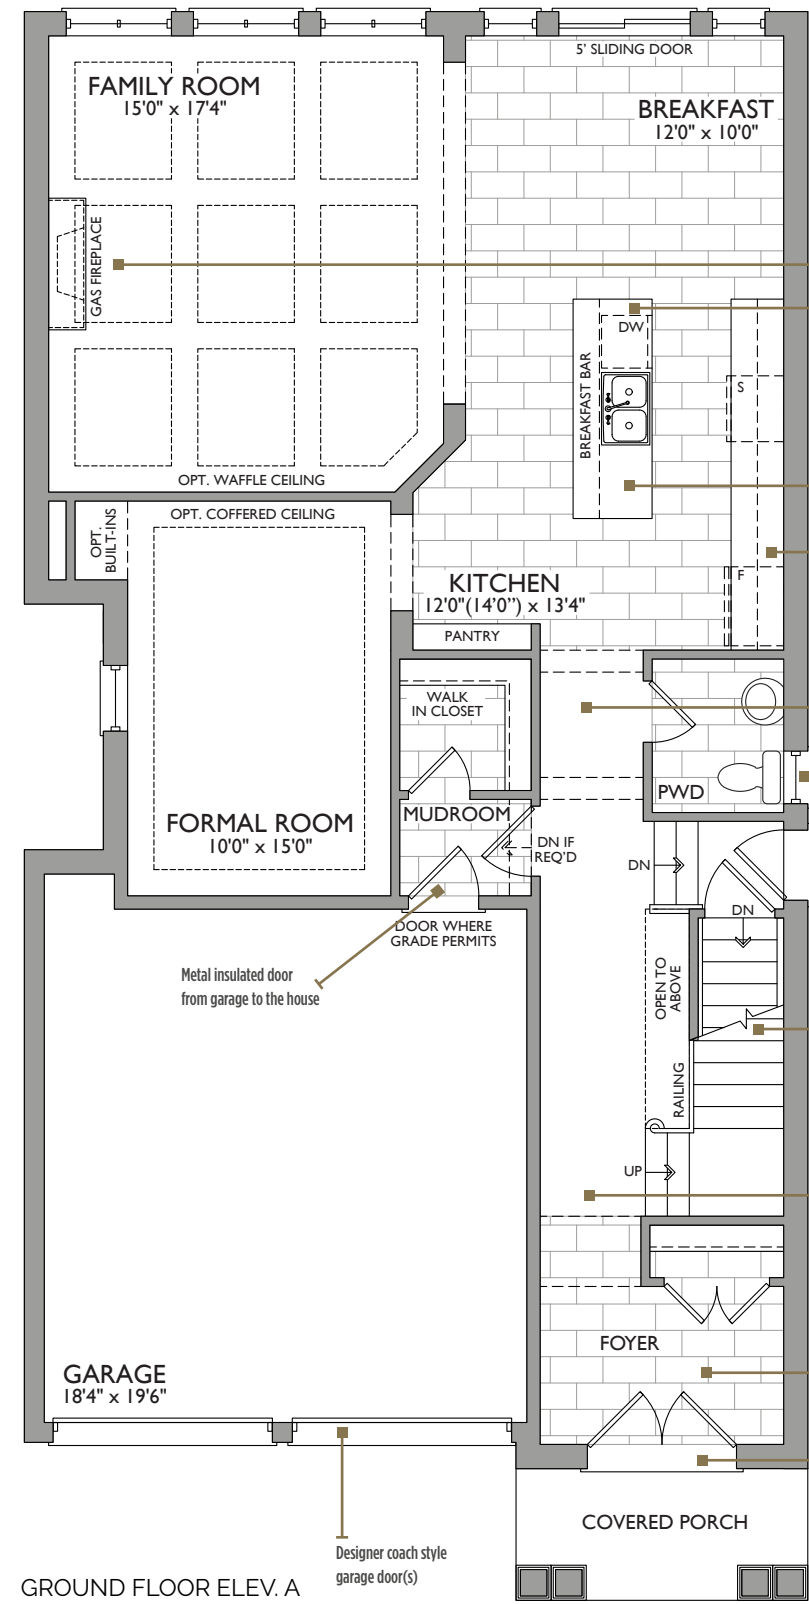 5' SLIDING DOOR
FAMILY ROOM
15'0" x 17'4"
BREAKFAST
12'0" x 10'0"
GAS FIREPLACE
DW
BREAKFAST BAR
S
OPT. WAFFLE CEILING
OPT. COFFERED CEILING
OPT.
BUILT-INS
F
KITCHEN
12'0"(14'0”) x 13'4"
PANTRY
WALK
IN CLOSET
PWD
MUDROOM
FORMAL ROOM
10'0" x 15'0"
DN IF
REQ'D
DN
DN
DOOR WHERE
GRADE PERMITS
Metal insulated door
from garage to the house
OPEN TO
ABOVE
RAILING
UP
FOYER
GARAGE
18'4" x 19'6"
COVERED PORCH
Designer coach style
garage door(s)
GROUND FLOOR ELEV. A